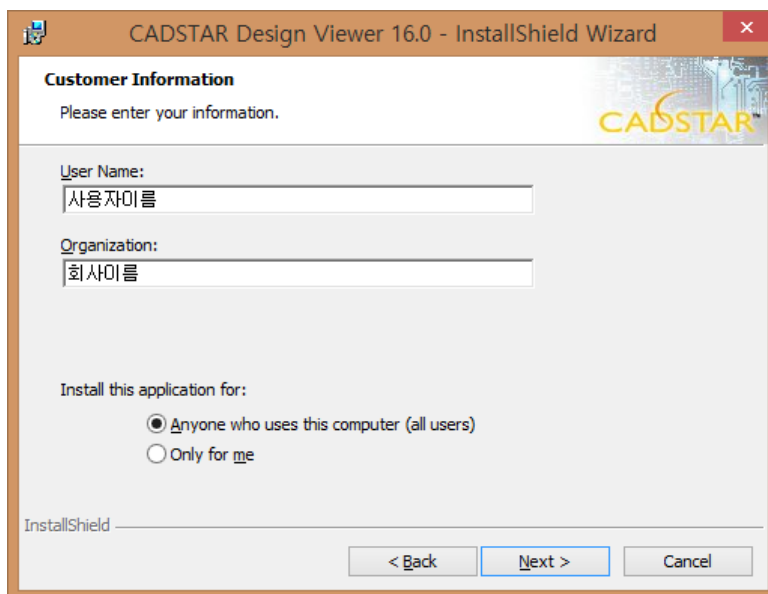 CADSTAR Design Viewer 16.0 - InstallShield Wizard
Customer Information
Please enter your information.
CADSTAR™
User Name:
사용자이름
Organization:
회사이름
Install this application for:
Anyone who uses this computer (all users)
Only for me
InstallShield
< Back Next > Cancel